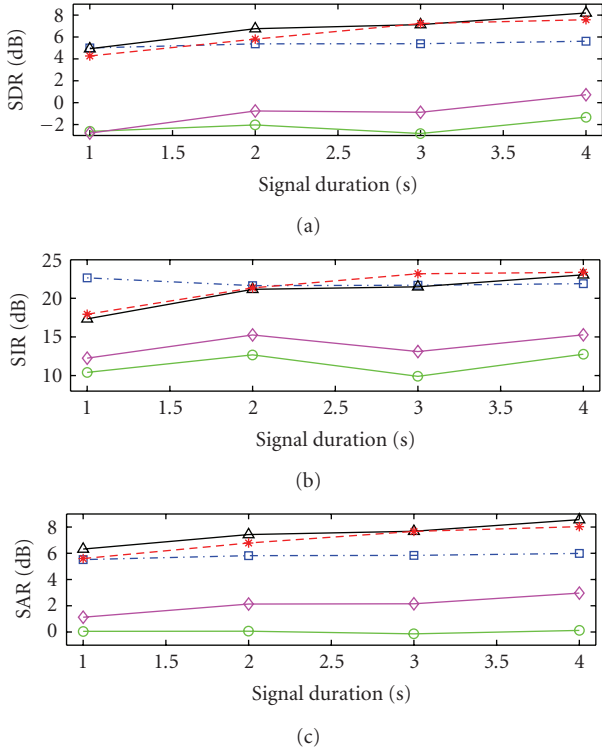 8
6
4
2
0
−2
SDR (dB)
1 1.5 2 2.5 3 3.5 4
Signal duration (s)
(a)
25
20
15
10
SIR (dB)
1 1.5 2 2.5 3 3.5 4
Signal duration (s)
(b)
8
6
4
2
0
SAR (dB)
1 1.5 2 2.5 3 3.5 4
Signal duration (s)
(c)